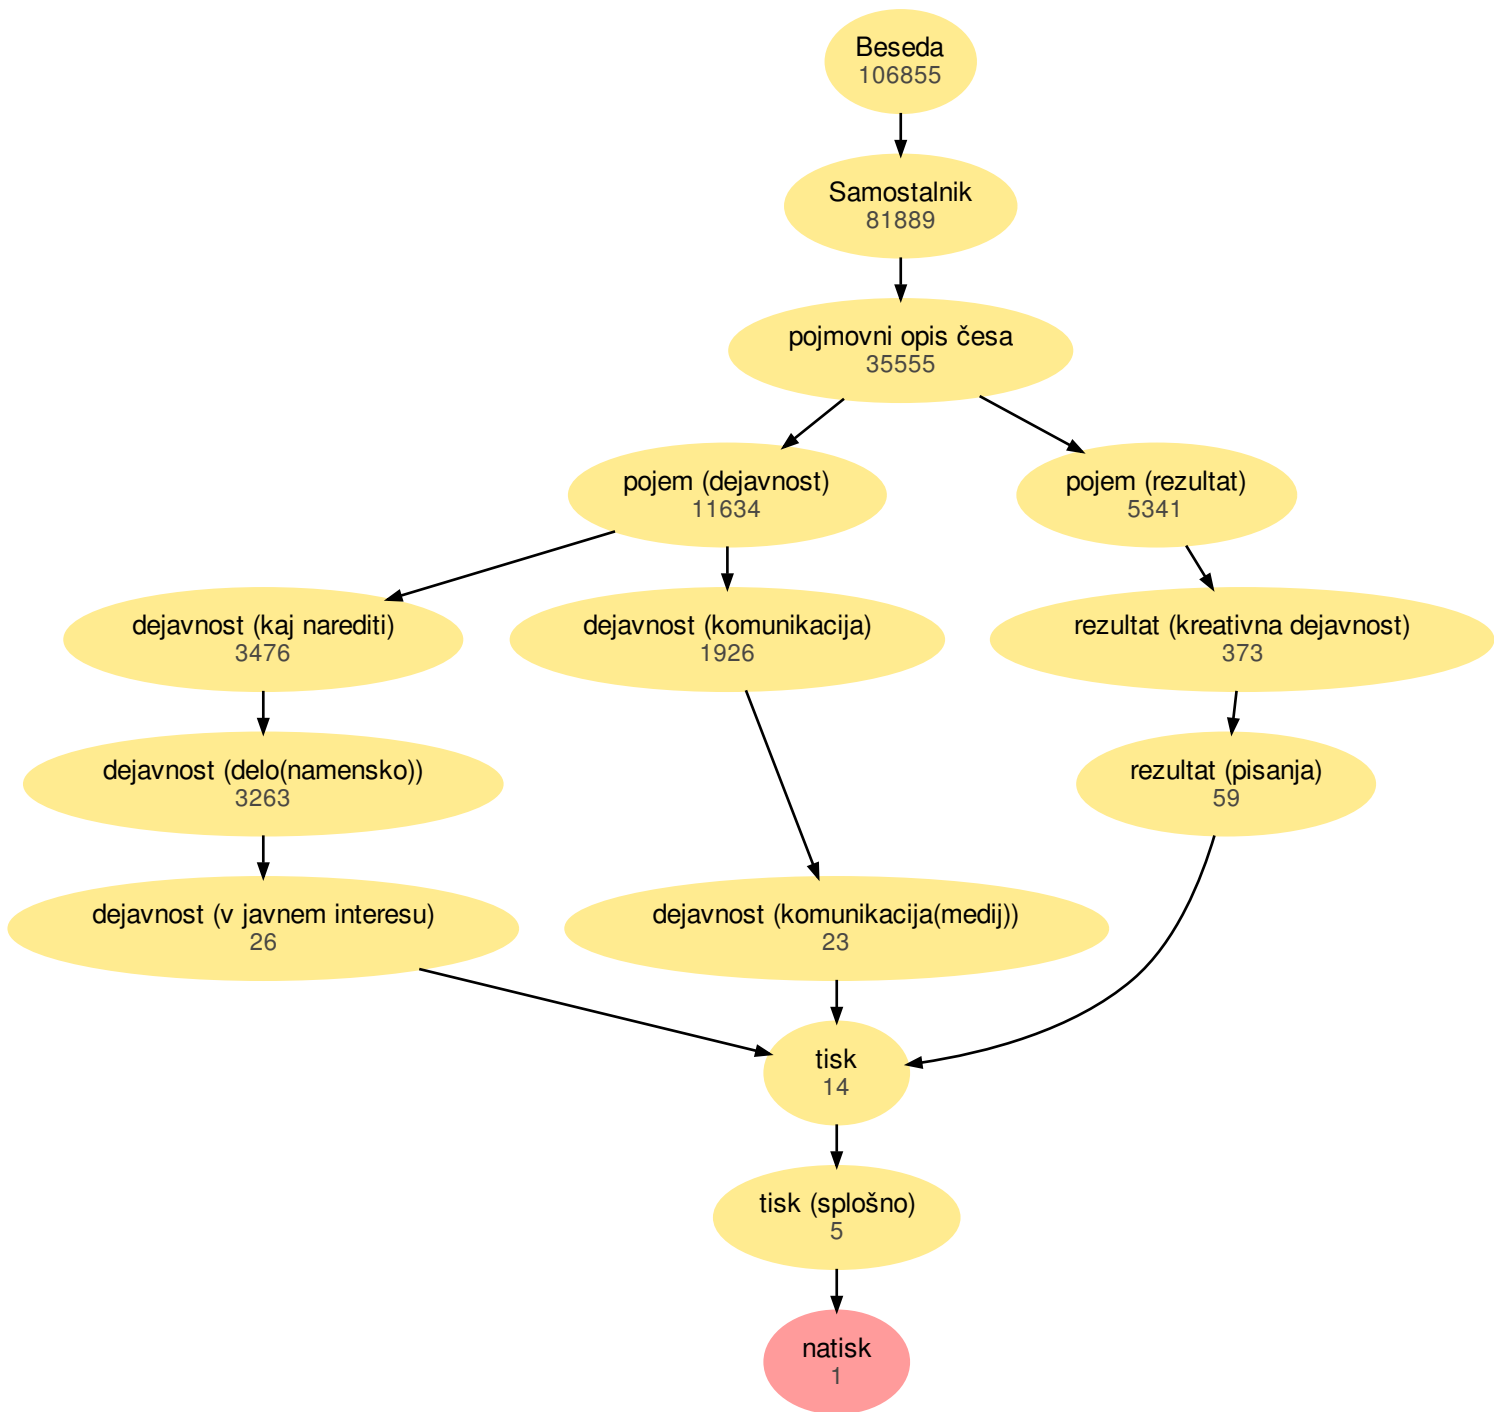 Beseda
106855
Samostalnik
81889
pojmovni opis česa
35555
pojem (dejavnost)
11634
pojem (rezultat)
5341
dejavnost (kaj narediti)
3476
dejavnost (komunikacija)
1926
rezultat (kreativna dejavnost)
373
dejavnost (delo(namensko))
3263
rezultat (pisanja)
59
dejavnost (v javnem interesu)
26
dejavnost (komunikacija(medij))
23
tisk
14
tisk (splošno)
5
natisk
1